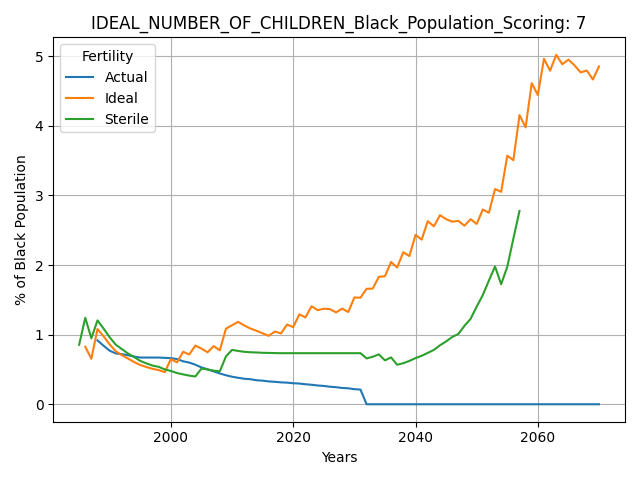 IDEAL_NUMBER_OF_CHILDREN_Black_Population_Scoring: 7
Fertility
Actual
Ideal
Sterile
% of Black Population
5
4
3
2
1
0
2000 2020 2040 2060
Years